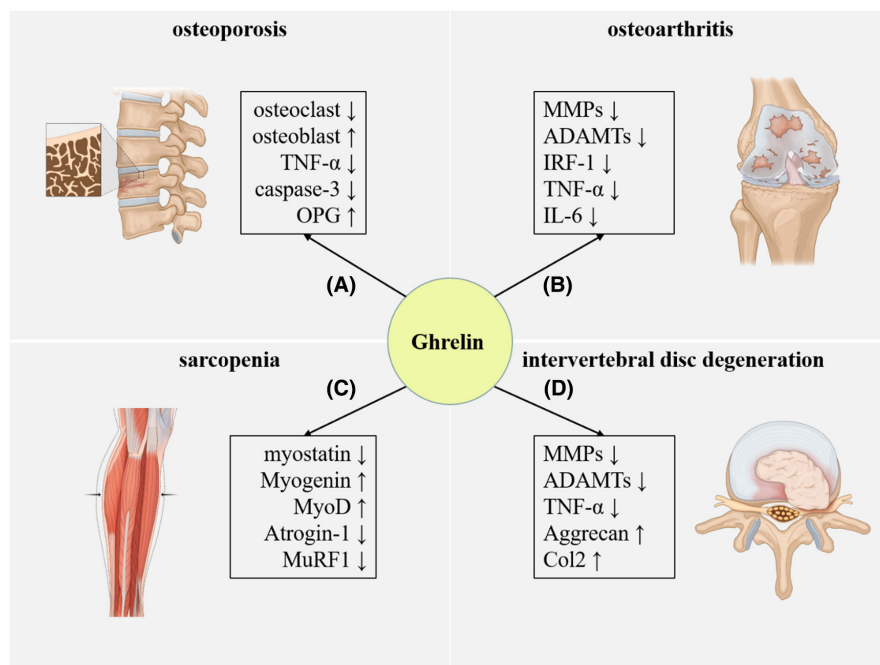 osteoporosis
osteoclast ↓
osteoblast ↑
TNF-α ↓
caspase-3 ↓
OPG ↑
(A)
osteoarthritis
MMPs ↓
ADAMTs ↓
IRF-1 ↓
TNF-α ↓
IL-6 ↓
(B)
Ghrelin
sarcopenia
(C)
myostatin ↓
Myogenin ↑
MyoD ↑
Atrogin-1 ↓
MuRF1 ↓
intervertebral disc degeneration
(D)
MMPs ↓
ADAMTs ↓
TNF-α ↓
Aggrecan ↑
Col2 ↑